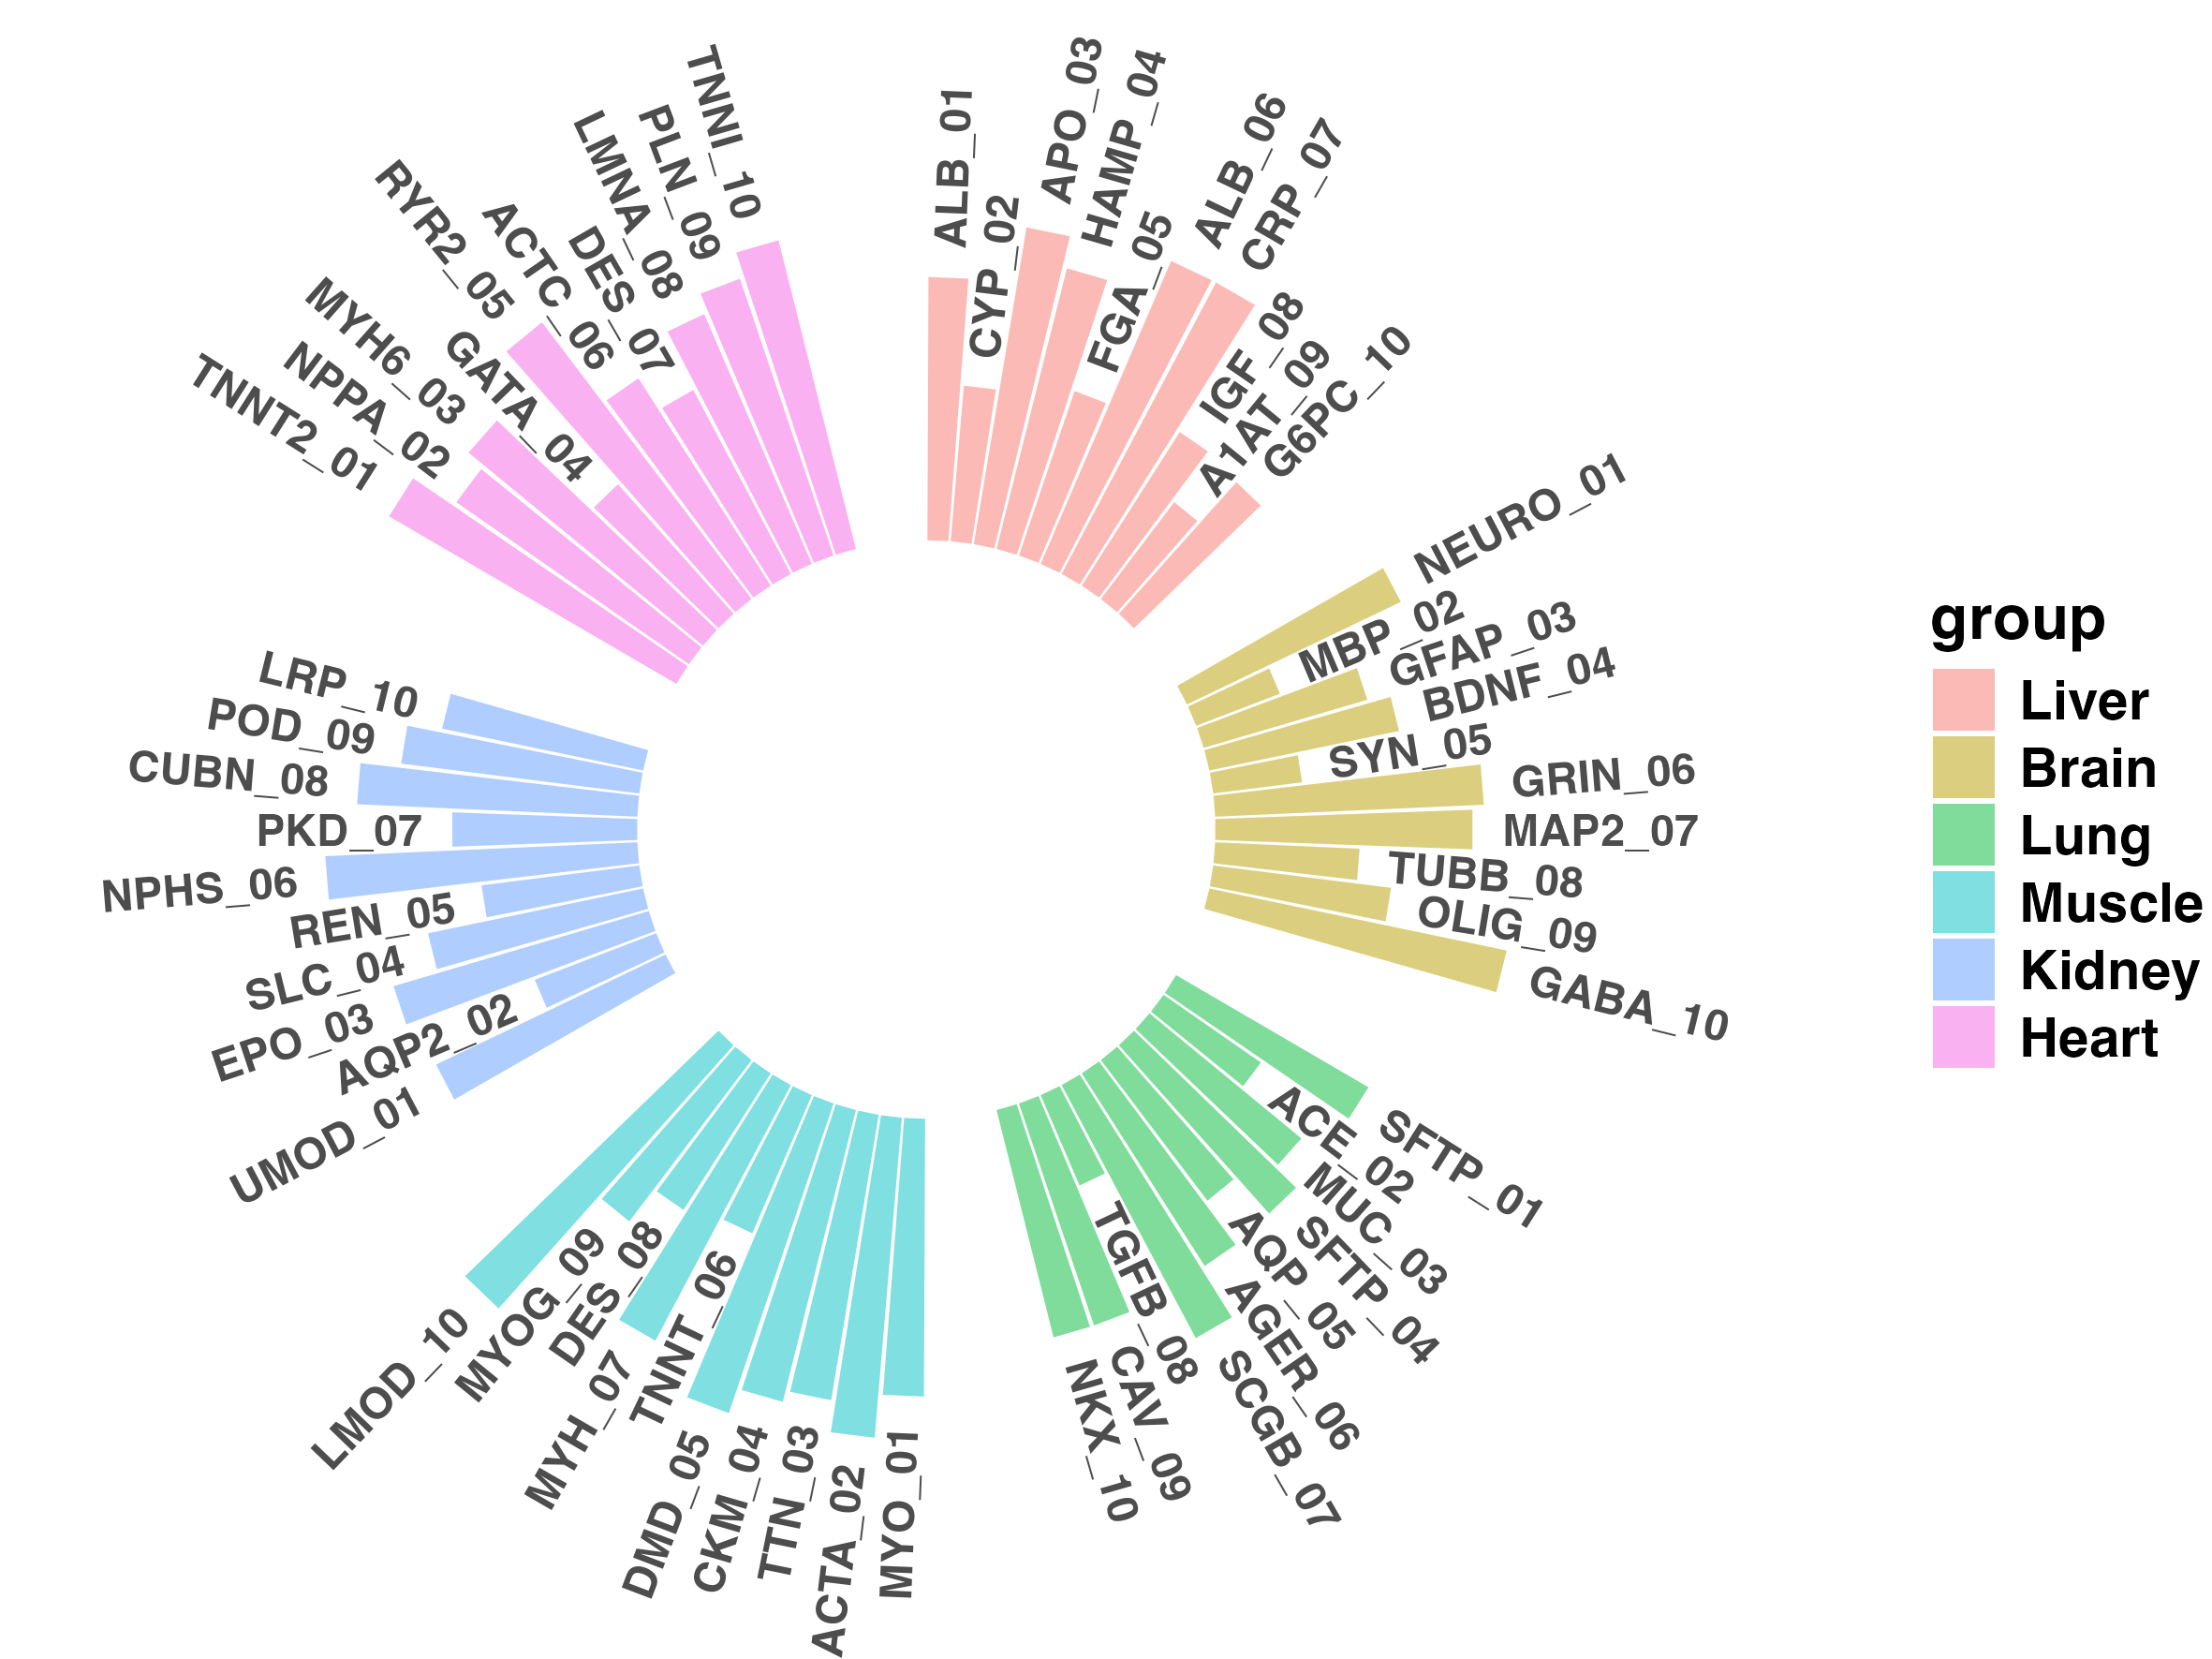 ALB_01
CYP_02
APO_03
HAMP_04
FGA_05
ALB_06
CRP_07
IGF_08
A1AT_09
G6PC_10
NEURO_01
MBP_02
GFAP_03
BDNF_04
SYN_05
GRIN_06
MAP2_07
TUBB_08
OLIG_09
GABA_10
SFTP_01
ACE_02
MUC_03
SFTP_04
AQP_05
AGER_06
SCGB_07
TGFB_08
CAV_09
NKX_10
MYO_01
ACTA_02
TTN_03
CKM_04
DMD_05
TNNT_06
MYH_07
DES_08
MYOG_09
LMOD_10
UMOD_01
AQP2_02
EPO_03
SLC_04
REN_05
NPHS_06
PKD_07
CUBN_08
POD_09
LRP_10
TNNT2_01
NPPA_02
MYH6_03
GATA_04
RYR2_05
ACTC_06
DES_07
LMNA_08
PLN_09
TNNI_10
group
Liver
Brain
Lung
Muscle
Kidney
Heart